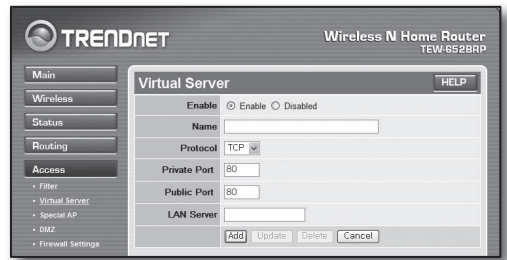 TRENDNET
Wireless N Home Router
TEW-652BRP
Main
Wireless
Status
Routing
Access
• Filter
• Virtual Server
• Special AP
• DMZ
• Firewall Settings
Virtual Server
HELP
Enable Enable Disabled
Name
Protocol TCP
Private Port 80
Public Port 80
LAN Server
Add Update Delete Cancel